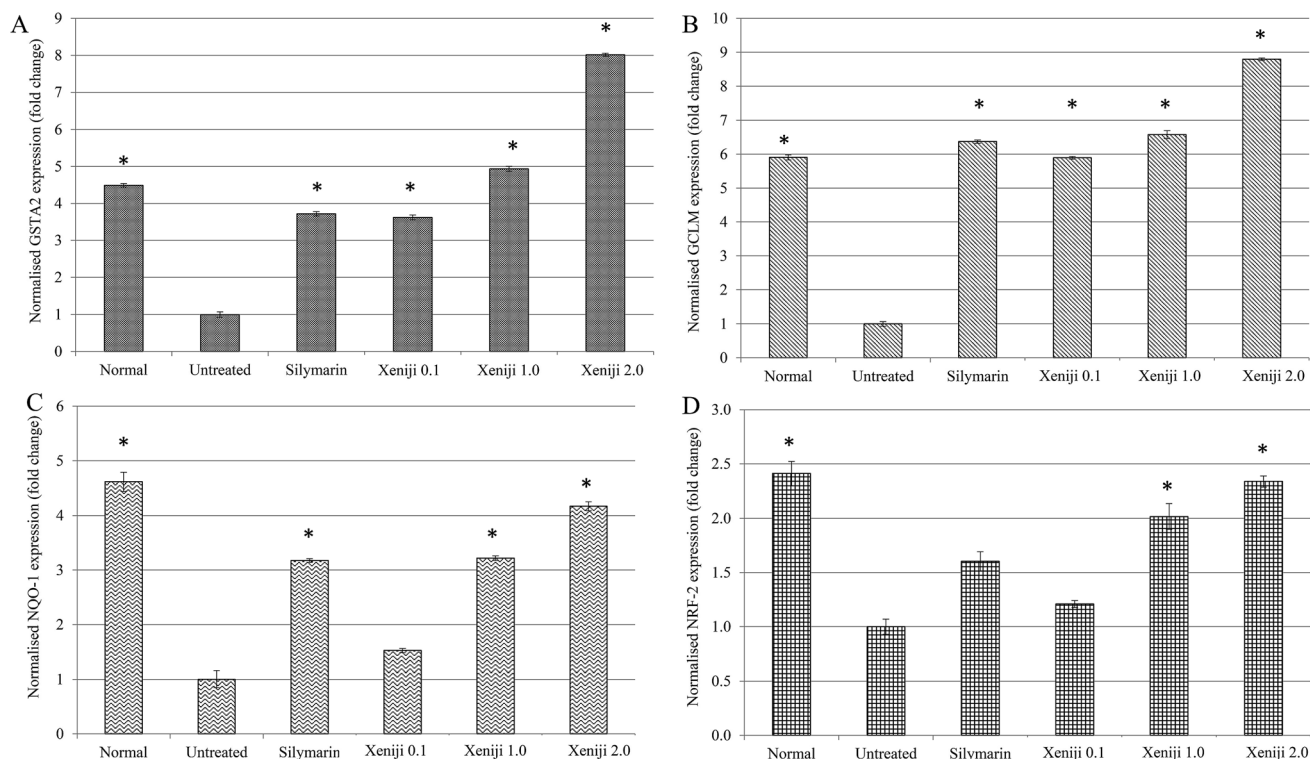 A
Normalised GSTA2 expression (fold change)
9
8
7
6
5
4
3
2
1
0
* * * * *
Normal Untreated Silymarin Xeniji 0.1 Xeniji 1.0 Xeniji 2.0
B
Normalised GCLM expression (fold change)
10
9
8
7
6
5
4
3
2
1
0
* * * * *
Normal Untreated Silymarin Xeniji 0.1 Xeniji 1.0 Xeniji 2.0
C
Normalised NQO-1 expression (fold change)
6
5
4
3
2
1
0
* * * *
Normal Untreated Silymarin Xeniji 0.1 Xeniji 1.0 Xeniji 2.0
D
Normalised NRF-2 expression (fold change)
3.0
2.5
2.0
1.5
1.0
0.5
0.0
* * *
Normal Untreated Silymarin Xeniji 0.1 Xeniji 1.0 Xeniji 2.0